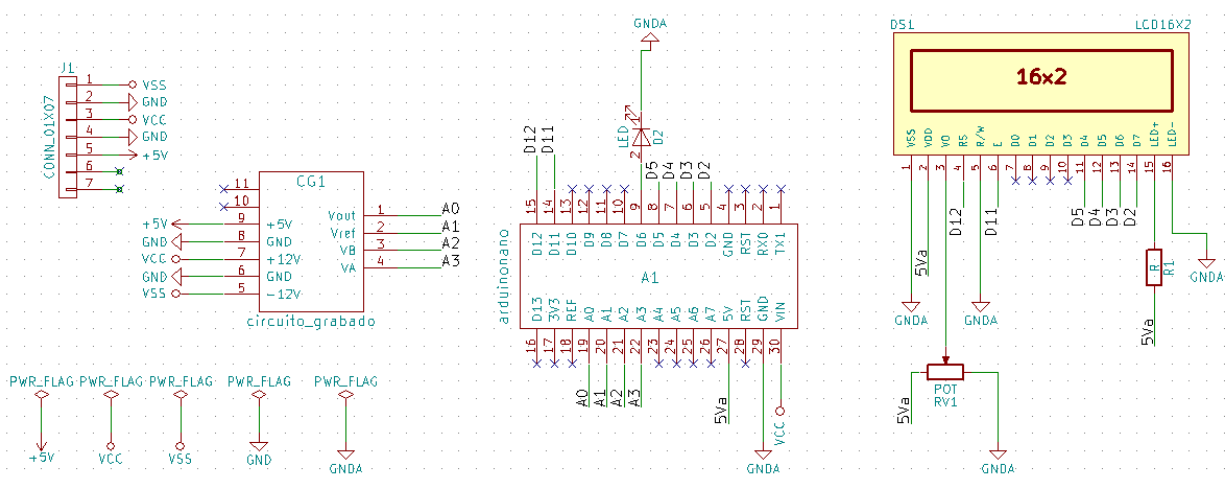 J1
CONN_01X07
1 VSS
2 GND
3 VCC
4 GND
5 +5V
6
7
CG1
11
10
+5V 9 +5V
GND 8 GND
VCC 7 +12V
GND 6 GND
VSS 5 -12V
Vout 1 A0
Vref 2 A1
VB 3 A2
VA 4 A3
circuito_grabado
PWR_FLAG PWR_FLAG PWR_FLAG PWR_FLAG PWR_FLAG
+5V VCC VSS GND GNDA
GNDA
LED
D2
1
2
D12 D11 D5 D4 D3 D2
15 14 13 12 11 10 9 8 7 6 5 4 3 2 1
D12 D11 D10 D9 D8 D7 D6 D5 D4 D3 D2 GND RST RX0 TX1
arduinonano
A1
D13 3V3 REF A0 A1 A2 A3 A4 A5 A6 A7 5V RST GND VIN
16 17 18 19 20 21 22 23 24 25 26 27 28 29 30
A0 A1 A2 A3 5Va VCC
GNDA
DS1 LCD16X2
16x2
VSS VDD VO RS R/W E D0 D1 D2 D3 D4 D5 D6 D7 LED+ LED-
1 2 3 4 5 6 7 8 9 10 11 12 13 14 15 16
5Va D12 D11 D5 D4 D3 D2
GNDA GNDA
R
R1
GNDA
5Va
5Va
POT
RV1
GNDA